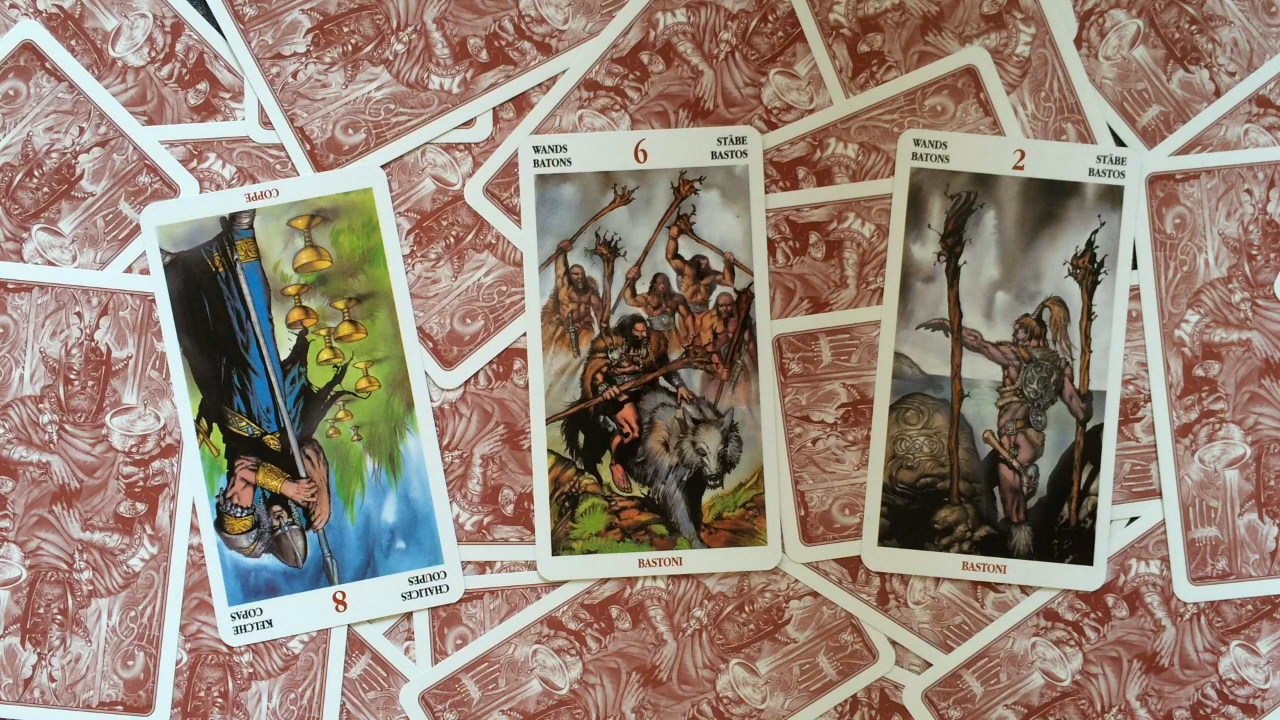 COPPE
8
CHALICES
COUPES
KELCHE
COPAS
WANDS
BATONS
6
STÄBE
BASTOS
BASTONI
WANDS
BATONS
2
STÄBE
BASTOS
BASTONI